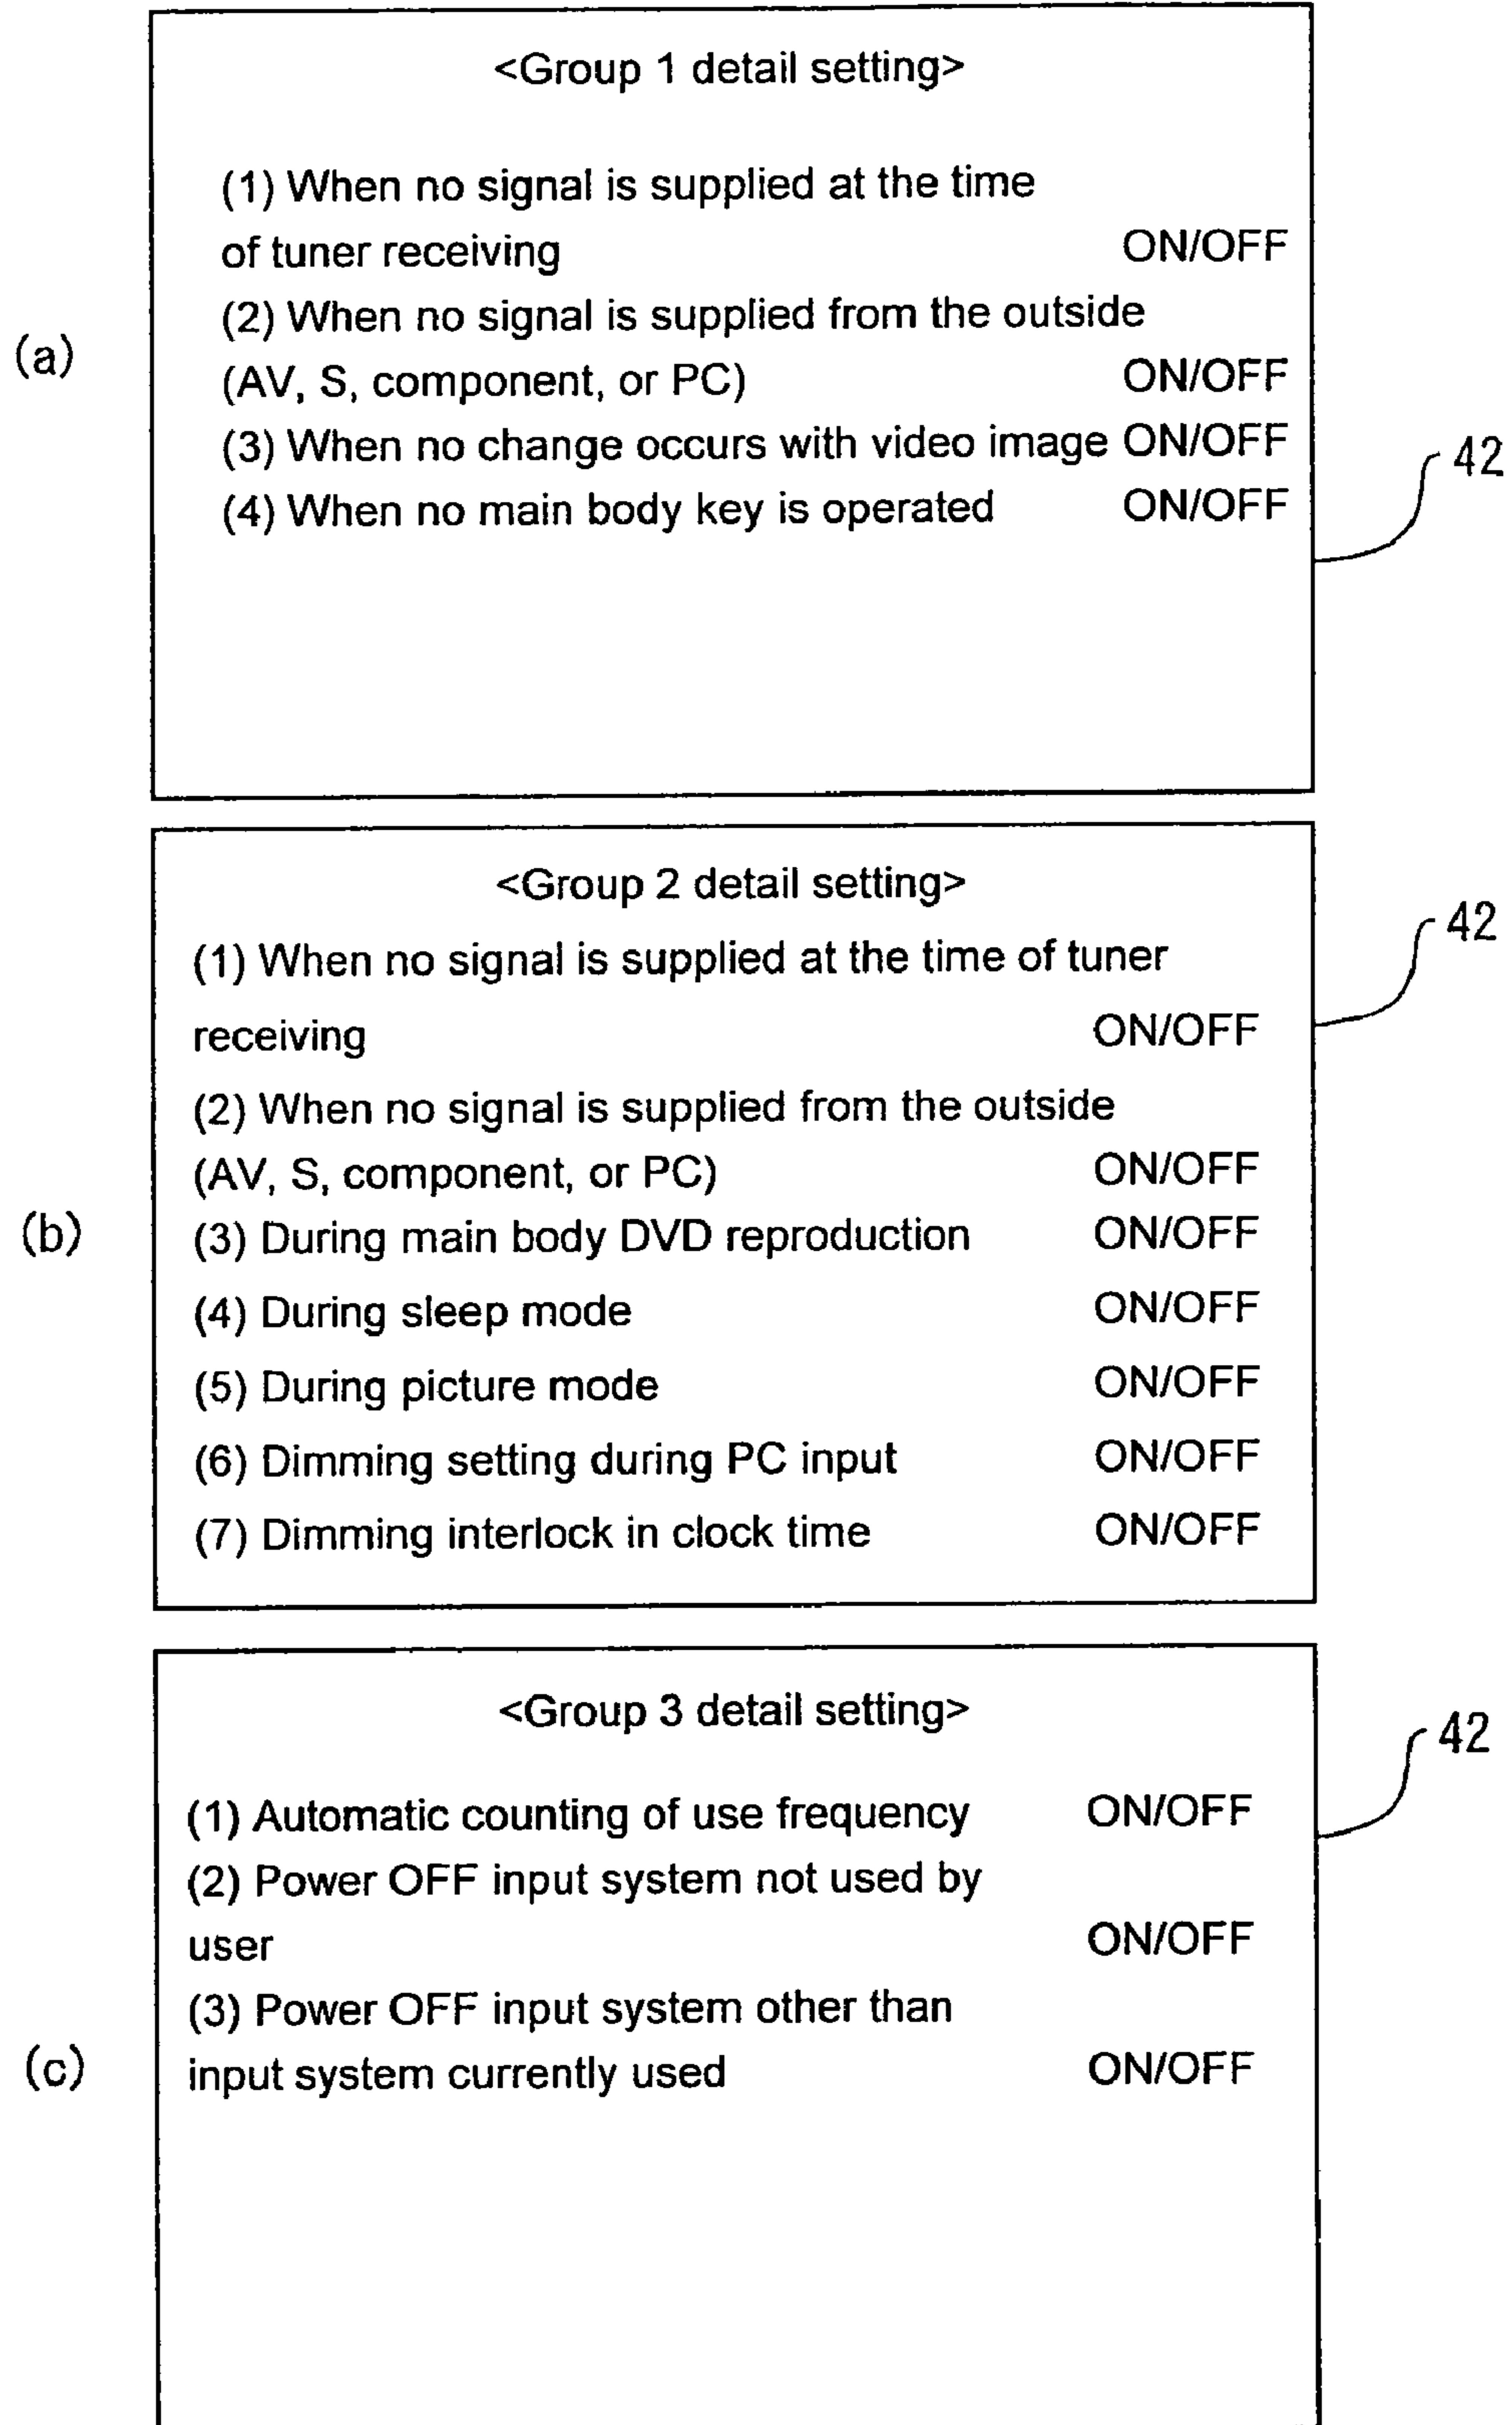 <Group 1 detail setting>
(1) When no signal is supplied at the time
of tuner receiving ON/OFF
(2) When no signal is supplied from the outside
(a)
(AV, S, component, or PC) ON/OFF
(3) When no change occurs with video image ON/OFF
42
(4) When no main body key is operated ON/OFF
<Group 2 detail setting>
42
(1) When no signal is supplied at the time of tuner
receiving ON/OFF
(2) When no signal is supplied from the outside
(AV, S, component, or PC) ON/OFF
(b)
(3) During main body DVD reproduction ON/OFF
(4) During sleep mode ON/OFF
(5) During picture mode ON/OFF
(6) Dimming setting during PC input ON/OFF
(7) Dimming interlock in clock time ON/OFF
<Group 3 detail setting>
42
(1) Automatic counting of use frequency ON/OFF
(2) Power OFF input system not used by
user ON/OFF
(3) Power OFF input system other than
(c)
input system currently used ON/OFF